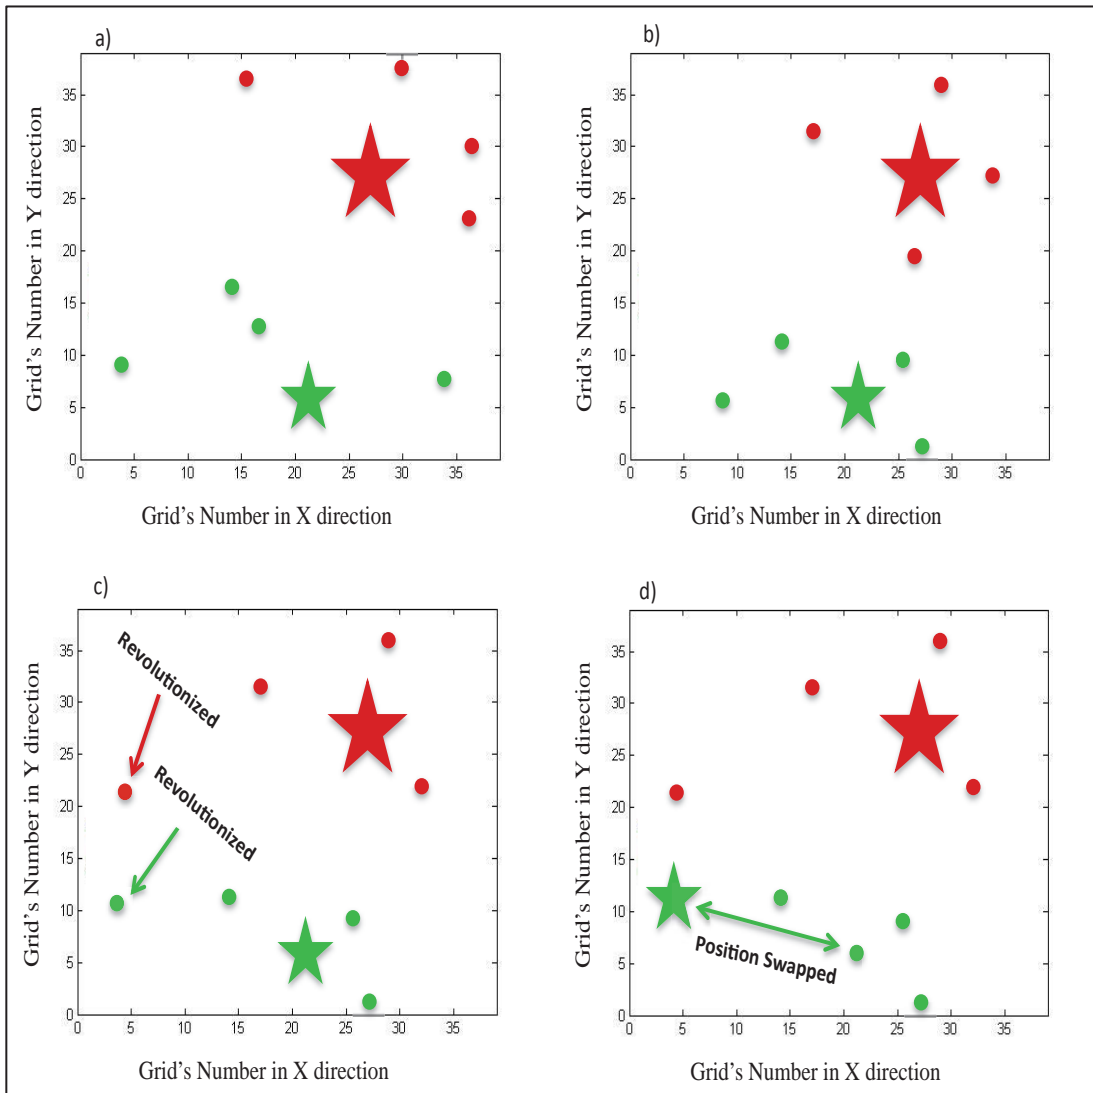 a)
Grid's Number in Y direction
35
30
25
20
15
10
5
0
0 5 10 15 20 25 30 35
Grid's Number in X direction
b)
Grid's Number in Y direction
35
30
25
20
15
10
5
0
0 5 10 15 20 25 30 35
Grid's Number in X direction
c)
Grid's Number in Y direction
35
30
25
20
15
10
5
0
0 5 10 15 20 25 30 35
Revolutionized
Revolutionized
Grid's Number in X direction
d)
Grid's Number in Y direction
35
30
25
20
15
10
5
0
0 5 10 15 20 25 30 35
Position Swapped
Grid's Number in X direction